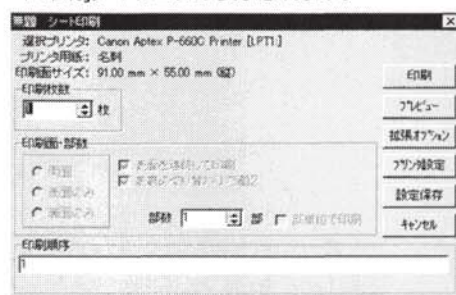 シート印刷
選択プリンタ: Canon Aptex P-660C Printer [LPT1:]
プリンタ用紙: 名刺
印刷面サイズ: 91.00 mm × 55.00 mm
印刷枚数
1 枚
印刷面・部数
両面
表面のみ
裏面のみ
部数 1 部 部単位で印刷
印刷順序
1
印刷
プレビュー
拡張オプション
プリンタ設定
設定保存
キャンセル